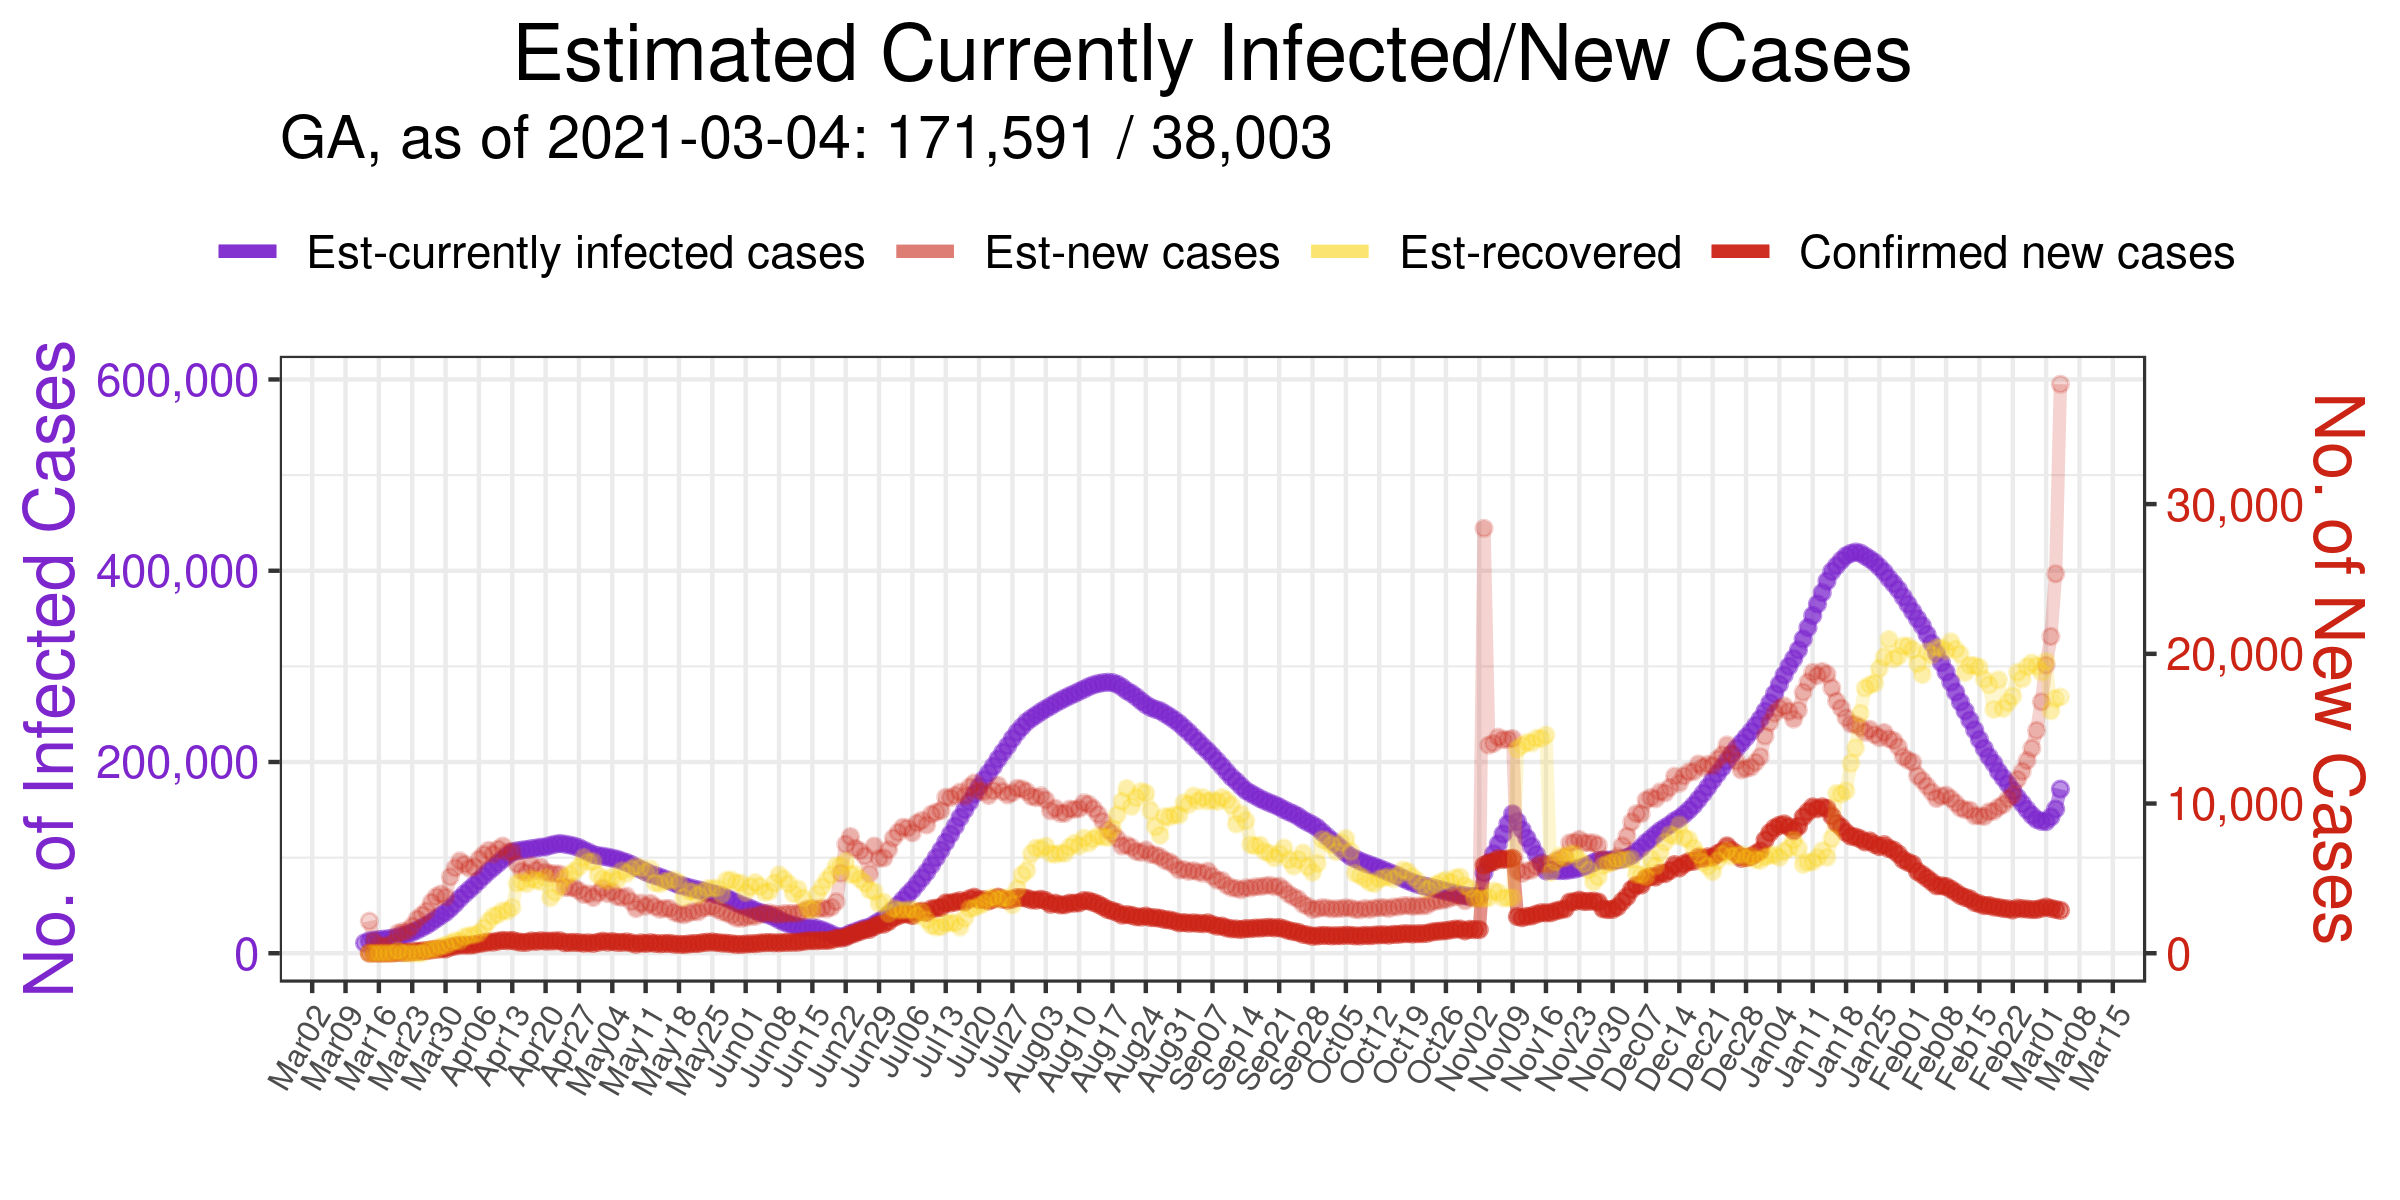 Estimated Currently Infected/New Cases
GA, as of 2021-03-04: 171,591 / 38,003
Est-currently infected cases Est-new cases Est-recovered Confirmed new cases
No. of Infected Cases
600,000
400,000
200,000
0
30,000
20,000
10,000
0
No. of New Cases
Mar02 Mar09 Mar16 Mar23 Mar30 Apr06 Apr13 Apr20 Apr27 May04 May11 May18 May25 Jun01 Jun08 Jun15 Jun22 Jun29 Jul06 Jul13 Jul20 Jul27 Aug03 Aug10 Aug17 Aug24 Aug31 Sep07 Sep14 Sep21 Sep28 Oct05 Oct12 Oct19 Oct26 Nov02 Nov09 Nov16 Nov23 Nov30 Dec07 Dec14 Dec21 Dec28 Jan04 Jan11 Jan18 Jan25 Feb01 Feb08 Feb15 Feb22 Mar01 Mar08 Mar15